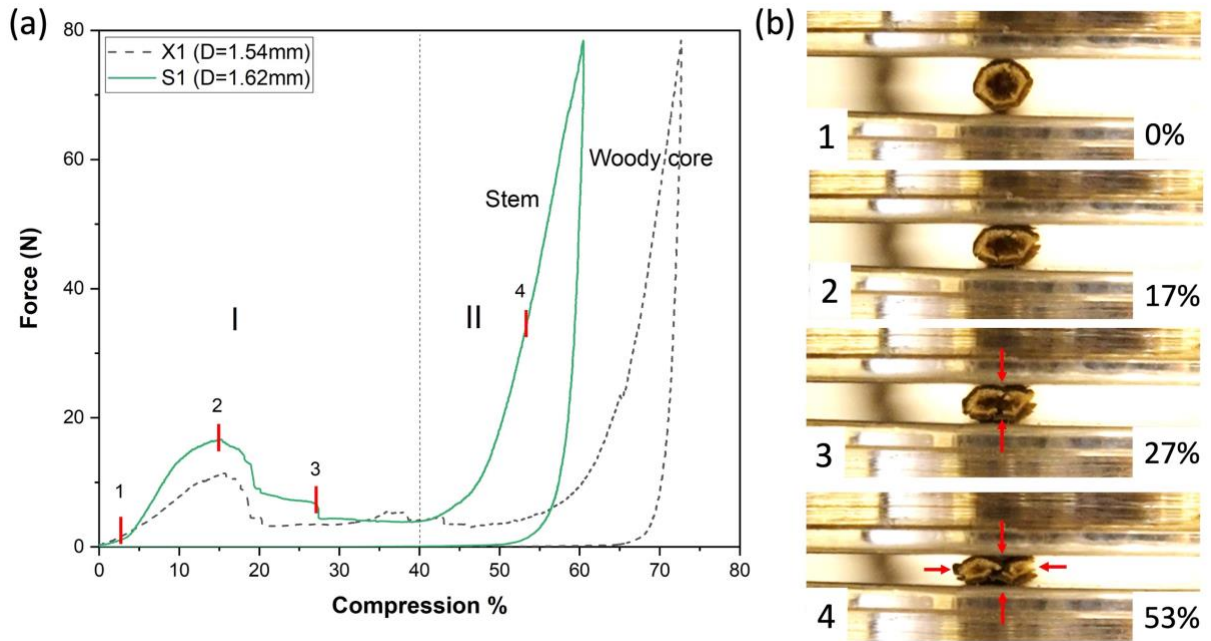 (a)
80
60
40
20
0
Force (N)
X1 (D=1.54mm)
S1 (D=1.62mm)
Woody core
Stem
4
I
II
2
3
1
0 10 20 30 40 50 60 70 80
Compression %
(b)
1 0%
2 17%
3 27%
4 53%